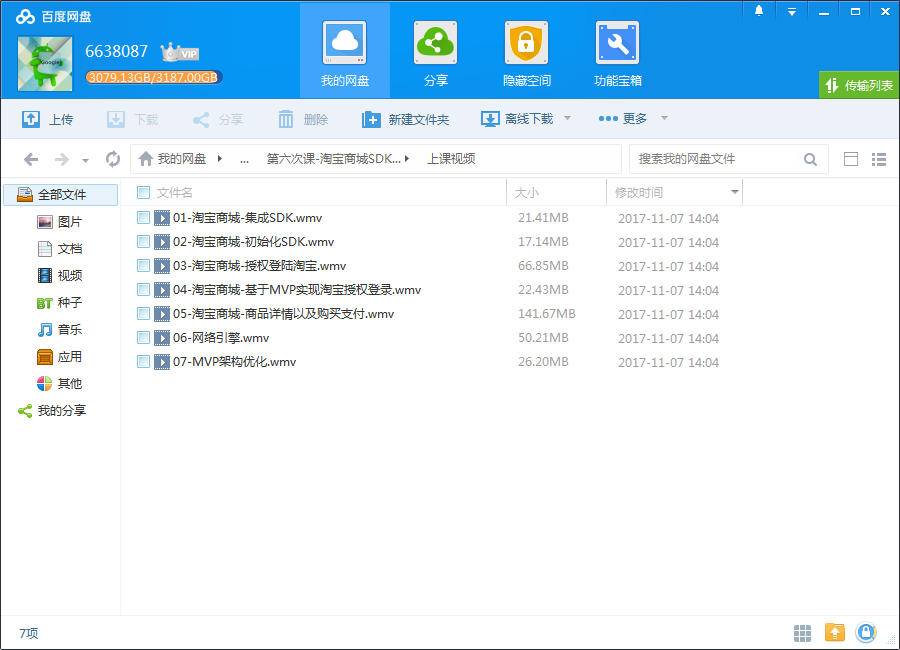 百度网盘
6638087
VIP
3079.13GB/3187.00GB
我的网盘
分享
隐藏空间
功能宝箱
传输列表
上传
下载
分享
删除
新建文件夹
离线下载
更多
我的网盘 ... 第六次课-淘宝商城SDK... 上课视频
搜索我的网盘文件
全部文件
图片
文档
视频
BT 种子
音乐
应用
其他
我的分享
文件名 大小 修改时间
01-淘宝商城-集成SDK.wmv 21.41MB 2017-11-07 14:04
02-淘宝商城-初始化SDK.wmv 17.14MB 2017-11-07 14:04
03-淘宝商城-授权登陆淘宝.wmv 66.85MB 2017-11-07 14:04
04-淘宝商城-基于MVP实现淘宝授权登录.wmv 22.43MB 2017-11-07 14:04
05-淘宝商城-商品详情以及购买支付.wmv 141.67MB 2017-11-07 14:04
06-网络引擎.wmv 50.21MB 2017-11-07 14:04
07-MVP架构优化.wmv 26.20MB 2017-11-07 14:04
7项